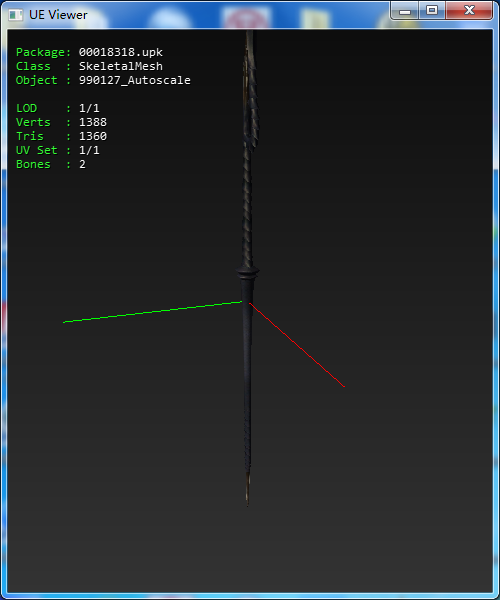 UE Viewer
Package: 00018318.upk
Class : SkeletalMesh
Object : 990127_Autoscale
LOD : 1/1
Verts : 1388
Tris : 1360
UV Set : 1/1
Bones : 2